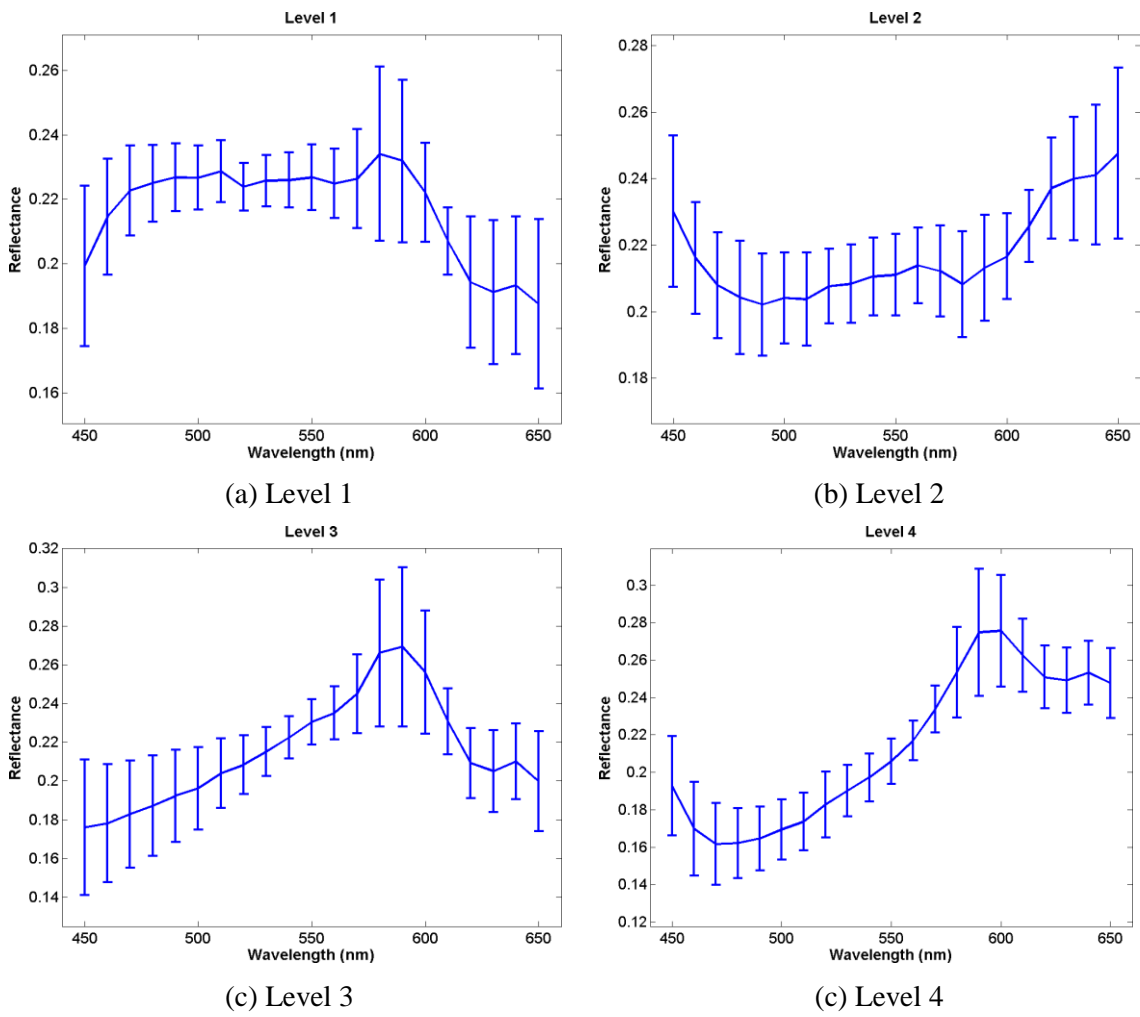 Level 1
0.26
0.24
0.22
0.2
0.18
0.16
Reflectance
450 500 550 600 650
Wavelength (nm)
(a) Level 1
Level 2
0.28
0.26
0.24
0.22
0.2
0.18
Reflectance
450 500 550 600 650
Wavelength (nm)
(b) Level 2
Level 3
0.32
0.3
0.28
0.26
0.24
0.22
0.2
0.18
0.16
0.14
Reflectance
450 500 550 600 650
Wavelength (nm)
(c) Level 3
Level 4
0.3
0.28
0.26
0.24
0.22
0.2
0.18
0.16
0.14
0.12
Reflectance
450 500 550 600 650
Wavelength (nm)
(c) Level 4